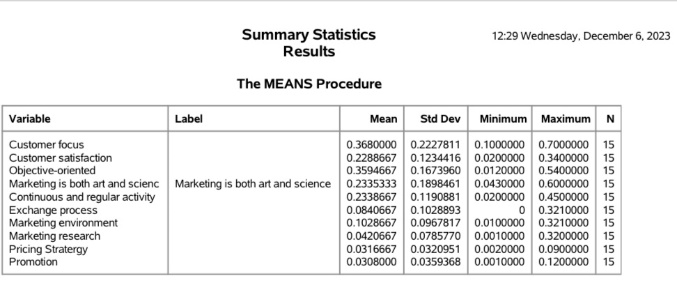 Summary Statistics
Results
12:29 Wednesday, December 6, 2023
The MEANS Procedure
Variable Label Mean Std Dev Minimum Maximum N
Customer focus 0.3680000 0.2227811 0.1000000 0.7000000 15
Customer satisfaction 0.2288667 0.1234416 0.0200000 0.3400000 15
Objective-oriented 0.3594667 0.1673960 0.0120000 0.5400000 15
Marketing is both art and scienc Marketing is both art and science 0.2335333 0.1898461 0.0430000 0.6000000 15
Continuous and regular activity 0.2338667 0.1190881 0.0200000 0.4500000 15
Exchange process 0.0840667 0.1028893 0 0.3210000 15
Marketing environment 0.1028667 0.0967817 0.0100000 0.3210000 15
Marketing research 0.0420667 0.0785770 0.0010000 0.3200000 15
Pricing Stratergy 0.0316667 0.0320951 0.0020000 0.0900000 15
Promotion 0.0308000 0.0359368 0.0010000 0.1200000 15